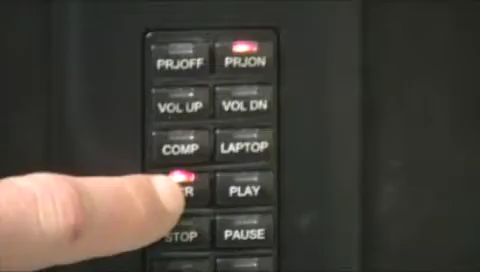 PRJOFF PRJON
VOL UP VOL DN
COMP LAPTOP
PLAY
STOP PAUSE